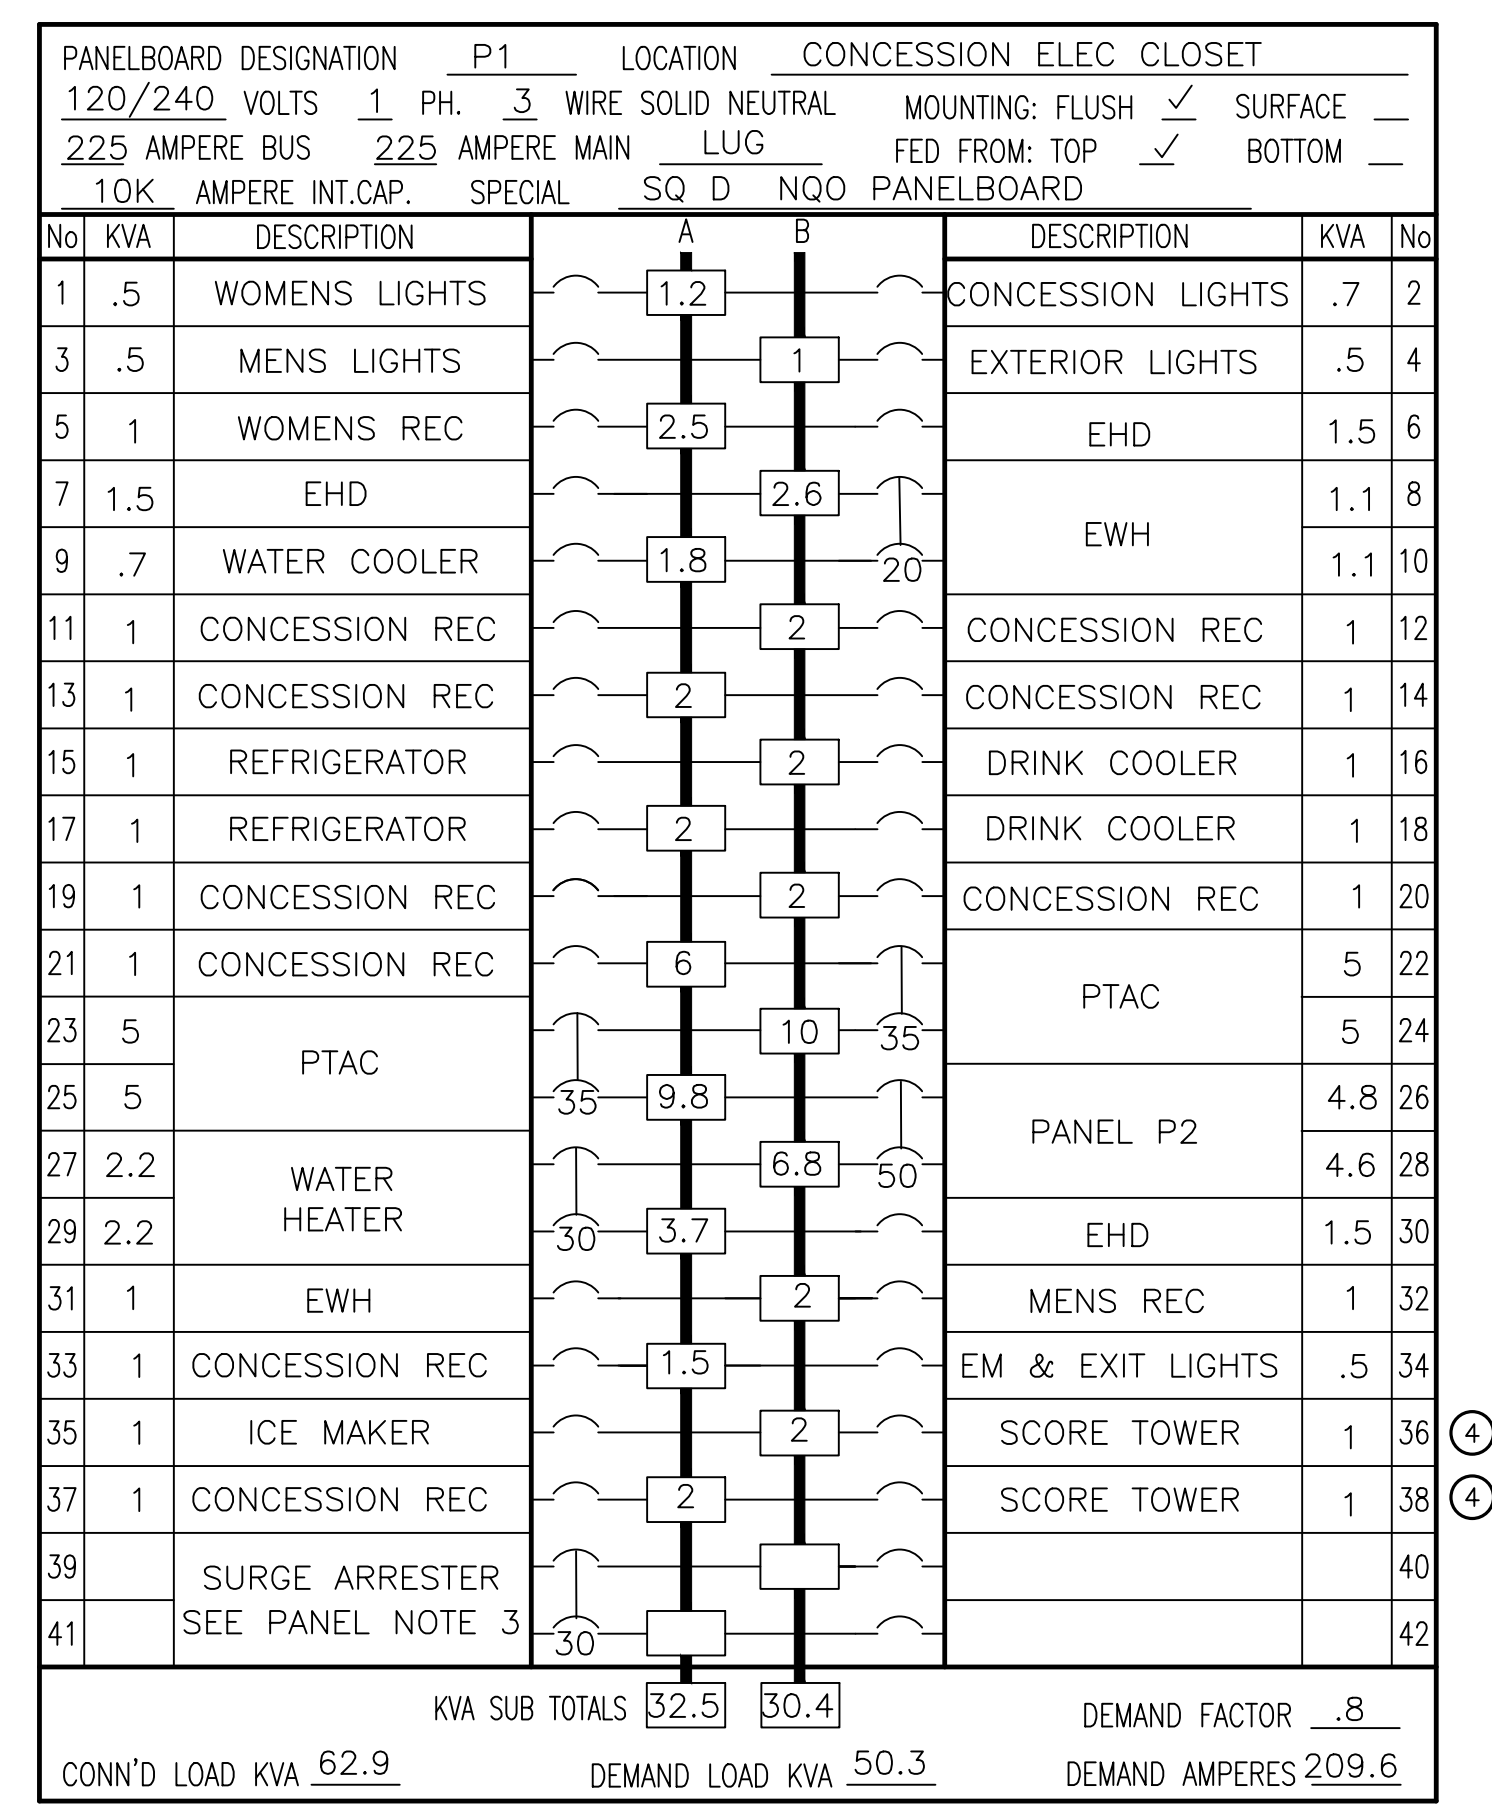 PANELBOARD DESIGNATION P1 LOCATION CONCESSION ELEC CLOSET
120/240 VOLTS 1 PH. 3 WIRE SOLID NEUTRAL MOUNTING: FLUSH ✓ SURFACE __
225 AMPERE BUS 225 AMPERE MAIN LUG FED FROM: TOP ✓ BOTTOM __
10K AMPERE INT.CAP. SPECIAL SQ D NQO PANELBOARD
No KVA DESCRIPTION A B DESCRIPTION KVA No
1 .5 WOMENS LIGHTS 1.2 CONCESSION LIGHTS .7 2
3 .5 MENS LIGHTS 1 EXTERIOR LIGHTS .5 4
5 1 WOMENS REC 2.5 EHD 1.5 6
7 1.5 EHD 2.6 1.1 8
EWH
9 .7 WATER COOLER 1.8 20 1.1 10
11 1 CONCESSION REC 2 CONCESSION REC 1 12
13 1 CONCESSION REC 2 CONCESSION REC 1 14
15 1 REFRIGERATOR 2 DRINK COOLER 1 16
17 1 REFRIGERATOR 2 DRINK COOLER 1 18
19 1 CONCESSION REC 2 CONCESSION REC 1 20
21 1 CONCESSION REC 6 5 22
PTAC
23 5 10 35 5 24
PTAC
25 5 35 9.8 4.8 26
PANEL P2
27 2.2 WATER 6.8 50 4.6 28
29 2.2 HEATER 30 3.7 EHD 1.5 30
31 1 EWH 2 MENS REC 1 32
33 1 CONCESSION REC 1.5 EM & EXIT LIGHTS .5 34
35 1 ICE MAKER 2 SCORE TOWER 1 36 4
37 1 CONCESSION REC 2 SCORE TOWER 1 38 4
39 SURGE ARRESTER 40
41 SEE PANEL NOTE 3 30 42
KVA SUB TOTALS 32.5 30.4 DEMAND FACTOR .8
CONN'D LOAD KVA 62.9 DEMAND LOAD KVA 50.3 DEMAND AMPERES 209.6